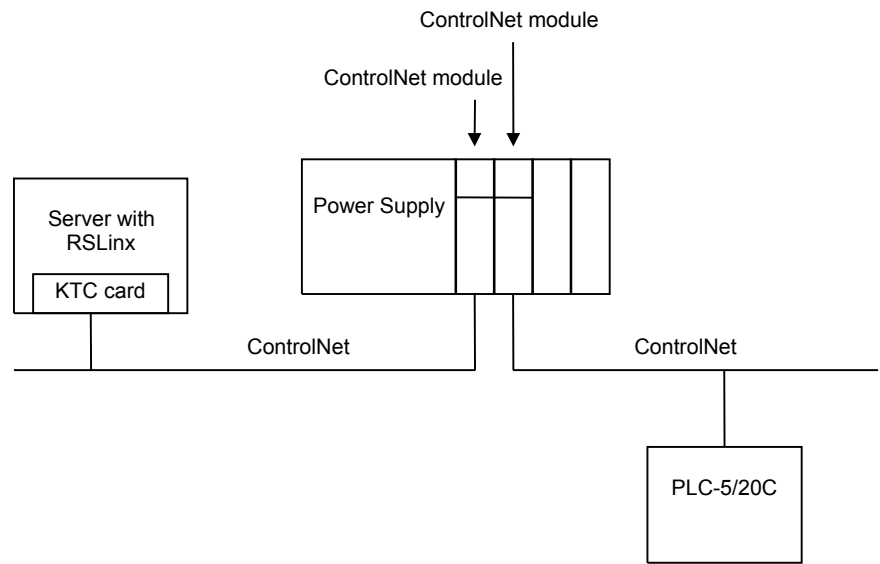 ControlNet module
ControlNet module
Power Supply
Server with
RSLinx
KTC card
ControlNet
ControlNet
PLC-5/20C